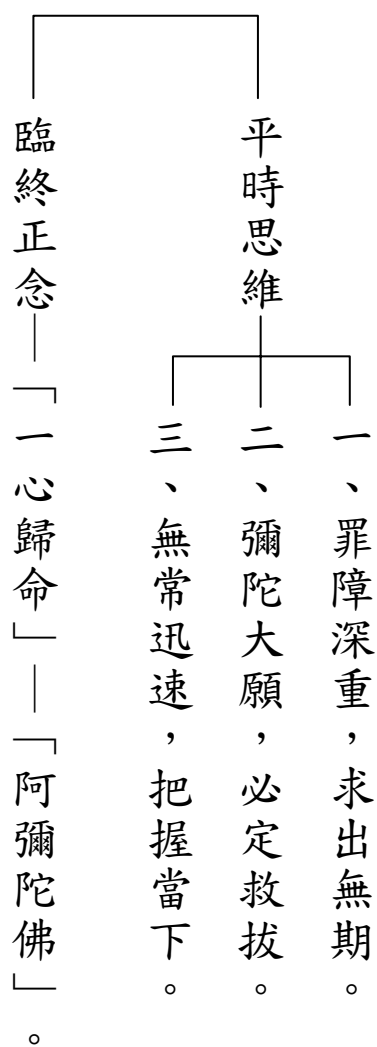 平時思維
一、罪障深重，求出無期。
二、彌陀大願，必定救拔。
三、無常迅速，把握當下。
臨終正念—「一心歸命」—「阿彌陀佛」。